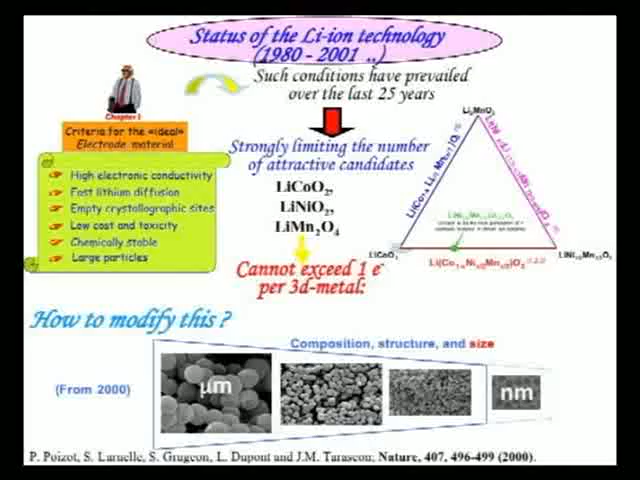 Status of the Li-ion technology
(1980 - 2001 ..)
Such conditions have prevailed
over the last 25 years
Chapter I
Criteria for the «ideal»
Electrode material
High electronic conductivity
Fast lithium diffusion
Empty crystallographic sites
Low cost and toxicity
Chemically stable
Large particles
Strongly limiting the number
of attractive candidates
LiCoO₂,
LiNiO₂,
LiMn₂O₄
Cannot exceed 1 e⁻
per 3d-metal:
LiCoO₂
How to modify this ?
Composition, structure, and size
(From 2000)
μm
nm
P. Poizot, S. Laruelle, S. Grugeon, L. Dupont and J.M. Tarascon; Nature, 407, 496-499 (2000).